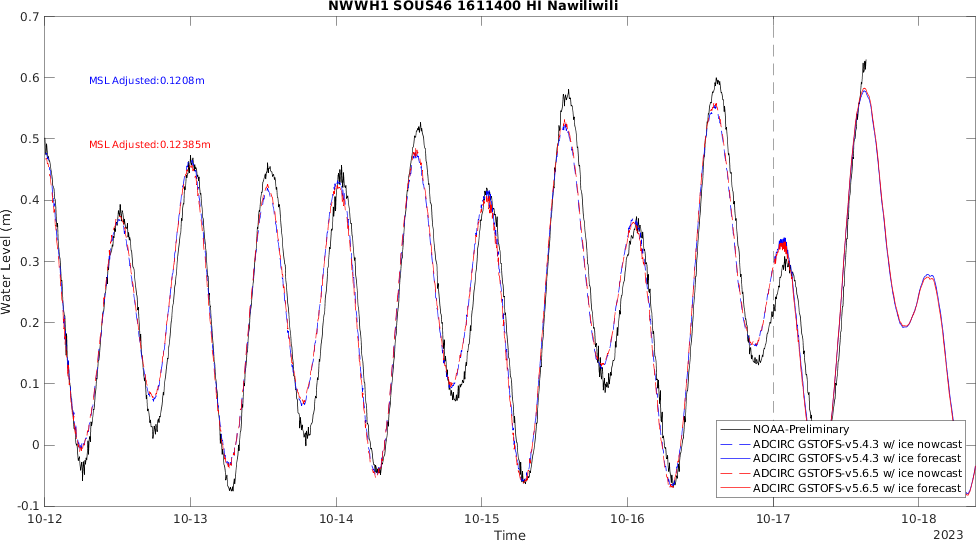 NWWH1 SOUS46 1611400 HI Nawiliwili
0.7
0.6
0.5
0.4
0.3
0.2
0.1
0
-0.1
Water Level (m)
MSL Adjusted:0.1208m
MSL Adjusted:0.12385m
NOAA-Preliminary
ADCIRC GSTOFS-v5.4.3 w/ ice nowcast
ADCIRC GSTOFS-v5.4.3 w/ ice forecast
ADCIRC GSTOFS-v5.6.5 w/ ice nowcast
ADCIRC GSTOFS-v5.6.5 w/ ice forecast
10-12 10-13 10-14 10-15 10-16 10-17 10-18
Time
2023